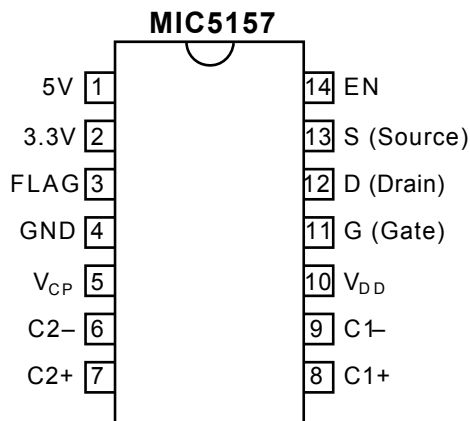 MIC5157
5V 1 14 EN
3.3V 2 13 S (Source)
FLAG 3 12 D (Drain)
GND 4 11 G (Gate)
VCP 5 10 VDD
C2– 6 9 C1–
C2+ 7 8 C1+